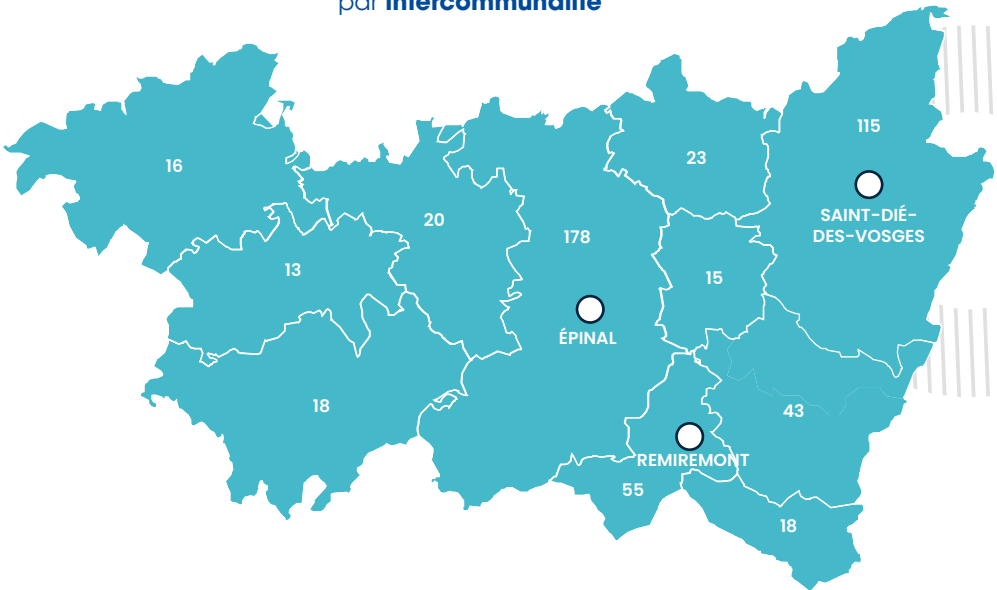 par intercommunalité
115
23
16
SAINT-DIÉ-
DES-VOSGES
20
178
13
15
ÉPINAL
18
43
REMIREMONT
55
18